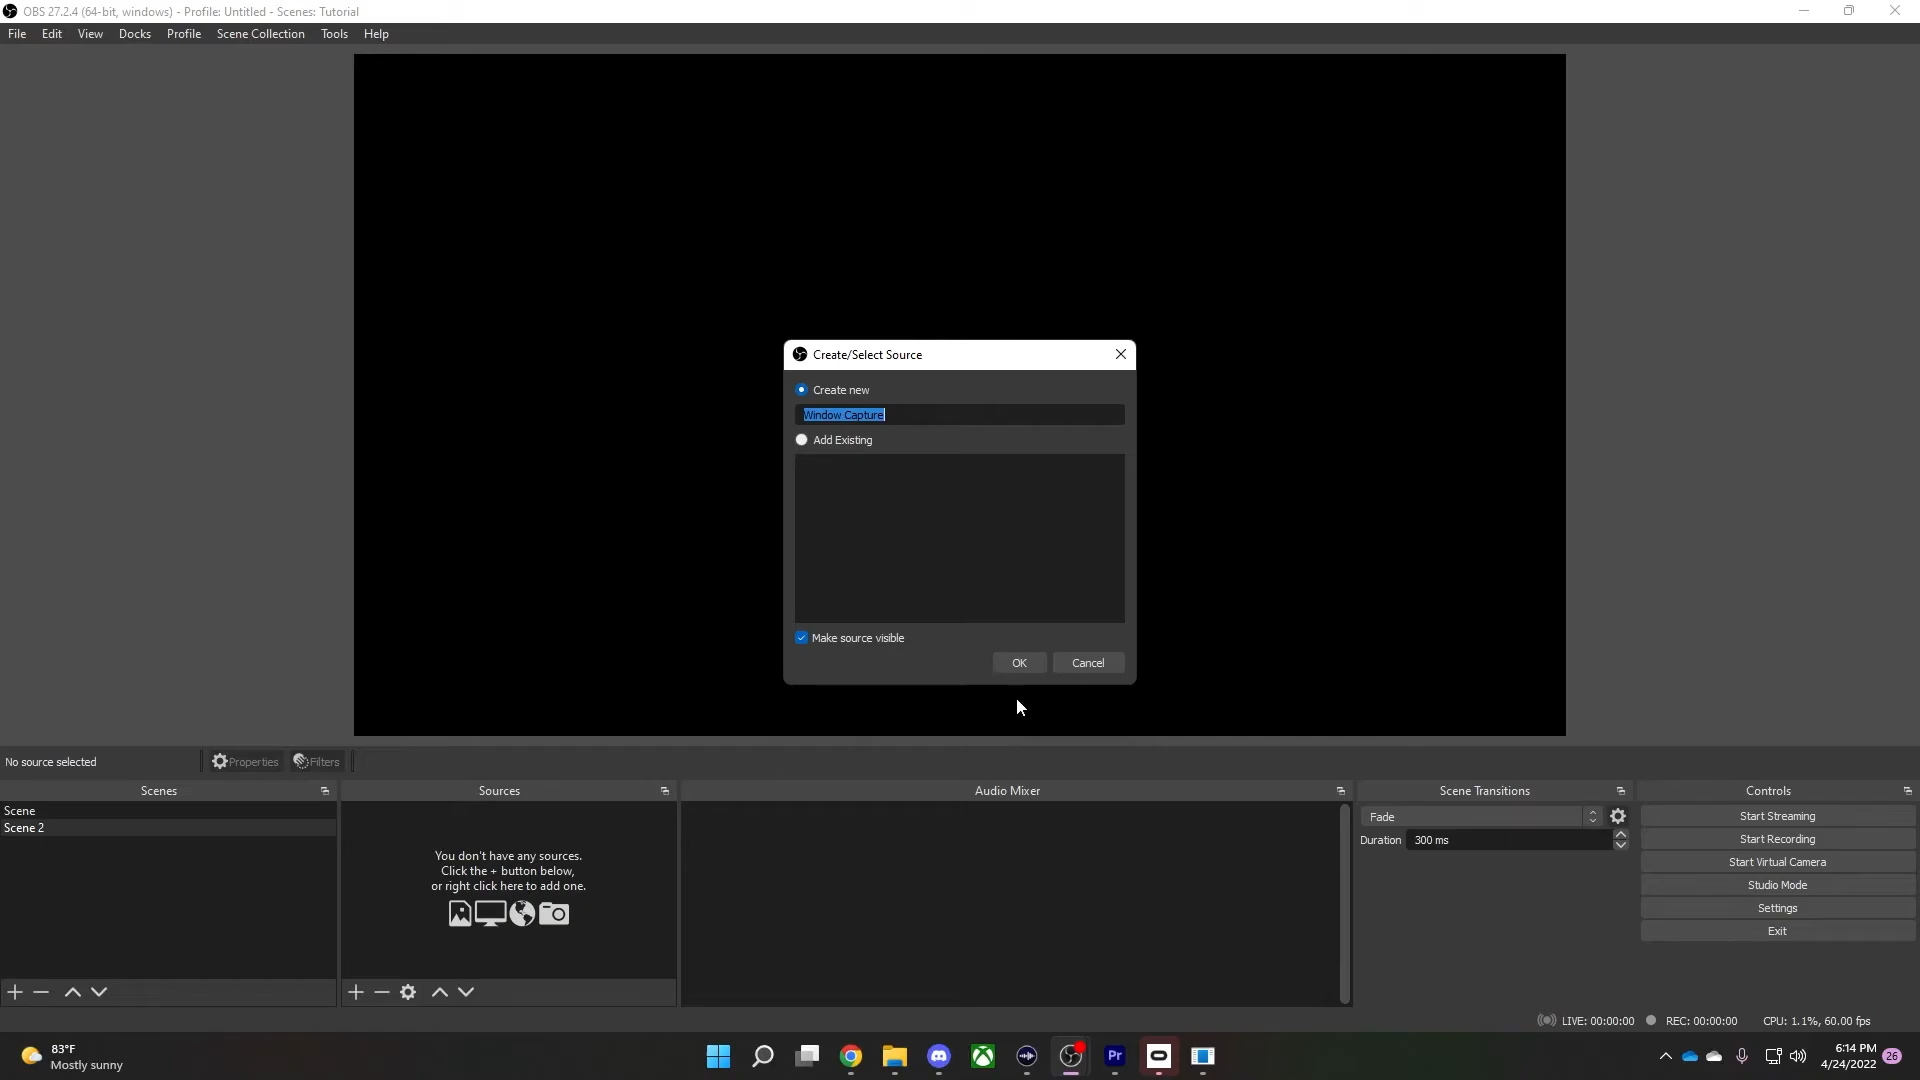 OBS 27.2.4 (64-bit, windows) - Profile: Untitled - Scenes: Tutorial
File Edit View Docks Profile Scene Collection Tools Help
Create/Select Source
Create new
Window Capture
Add Existing
Make source visible
OK Cancel
No source selected Properties Filters
Scenes Sources Audio Mixer Scene Transitions Controls
Scene
Scene 2
You don't have any sources.
Click the + button below,
or right click here to add one.
Fade
Duration 300 ms
Start Streaming
Start Recording
Start Virtual Camera
Studio Mode
Settings
Exit
LIVE: 00:00:00 REC: 00:00:00 CPU: 1.1%, 60.00 fps
83°F
Mostly sunny
Pr
6:14 PM
4/24/2022
26